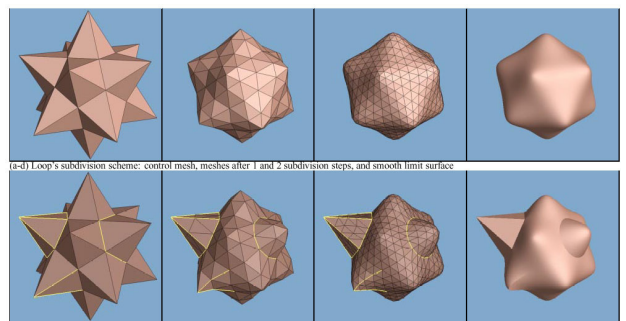 (a-d) Loop's subdivision scheme: control mesh, meshes after 1 and 2 subdivision steps, and smooth limit surface